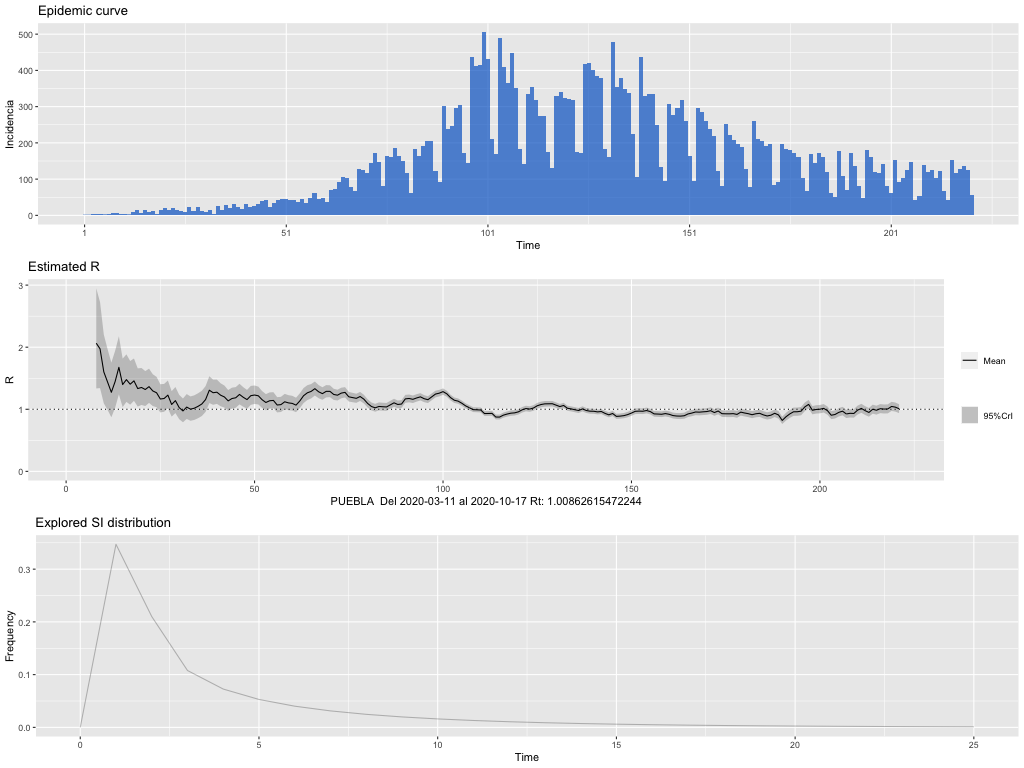 Epidemic curve
500
400
300
200
100
0
Incidencia
1 51 101 151 201
Time
Estimated R
3
2
1
0
R
0 50 100 150 200
PUEBLA Del 2020-03-11 al 2020-10-17 Rt: 1.00862615472244
Mean
95%CrI
Explored SI distribution
0.3
0.2
0.1
0.0
Frequency
0 5 10 15 20 25
Time